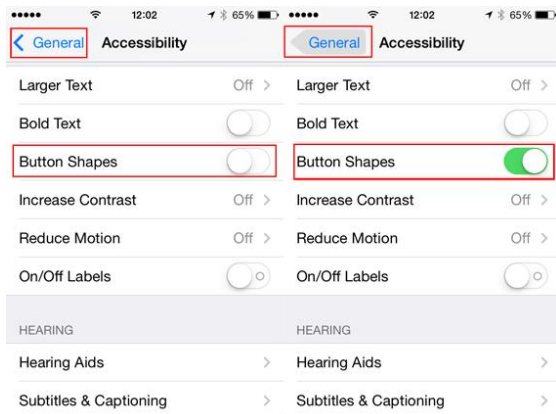 12:02 65%
General Accessibility
Larger Text Off
Bold Text
Button Shapes
Increase Contrast Off
Reduce Motion Off
On/Off Labels
HEARING
Hearing Aids
Subtitles & Captioning
12:02 65%
General Accessibility
Larger Text Off
Bold Text
Button Shapes
Increase Contrast Off
Reduce Motion Off
On/Off Labels
HEARING
Hearing Aids
Subtitles & Captioning